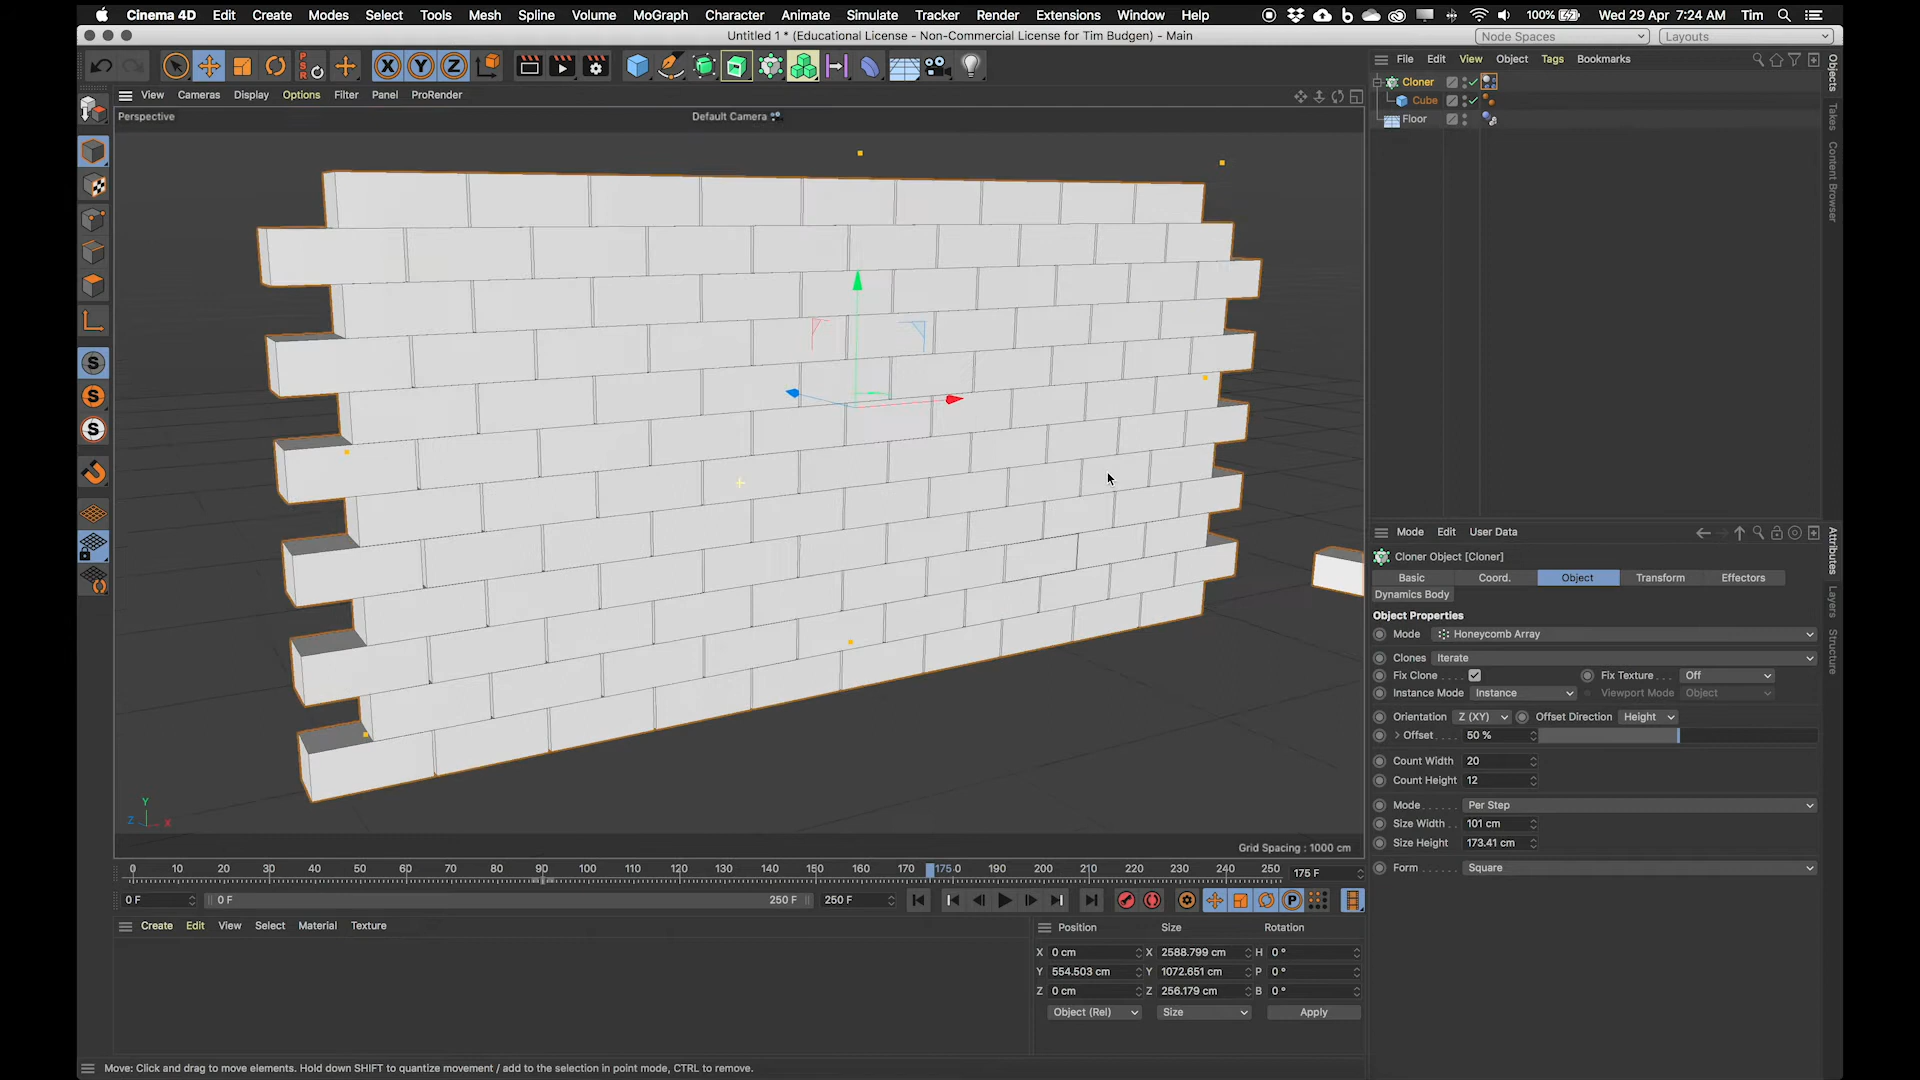 Cinema 4D Edit Create Modes Select Tools Mesh Spline Volume MoGraph Character Animate Simulate Tracker Render Extensions Window Help 100% Wed 29 Apr 7:24 AM Tim
Untitled 1 * (Educational License - Non-Commercial License for Tim Budgen) - Main
Node Spaces Layouts
File Edit View Object Tags Bookmarks
View Cameras Display Options Filter Panel ProRender
Perspective
Default Camera
Cloner
Cube
Floor
Objects
Takes
Content Browser
Attributes
Layers
Structure
Mode Edit User Data
Cloner Object [Cloner]
Basic Coord. Object Transform Effectors
Dynamics Body
Object Properties
Mode Honeycomb Array
Clones Iterate
Fix Clone Fix Texture Off
Instance Mode Instance Viewport Mode Object
Orientation Z (XY) Offset Direction Height
Offset 50 %
Count Width 20
Count Height 12
Mode Per Step
Size Width 101 cm
Size Height 173.41 cm
Form Square
Y
Z X
Grid Spacing : 1000 cm
0 10 20 30 40 50 60 70 80 90 100 110 120 130 140 150 160 170 175 0 190 200 210 220 230 240 250 175 F
0 F 0 F 250 F 250 F
Create Edit View Select Material Texture
Position Size Rotation
X 0 cm X 2588.799 cm H 0 °
Y 554.503 cm Y 1072.651 cm P 0 °
Z 0 cm Z 256.179 cm B 0 °
Object (Rel) Size Apply
Move: Click and drag to move elements. Hold down SHIFT to quantize movement / add to the selection in point mode, CTRL to remove.